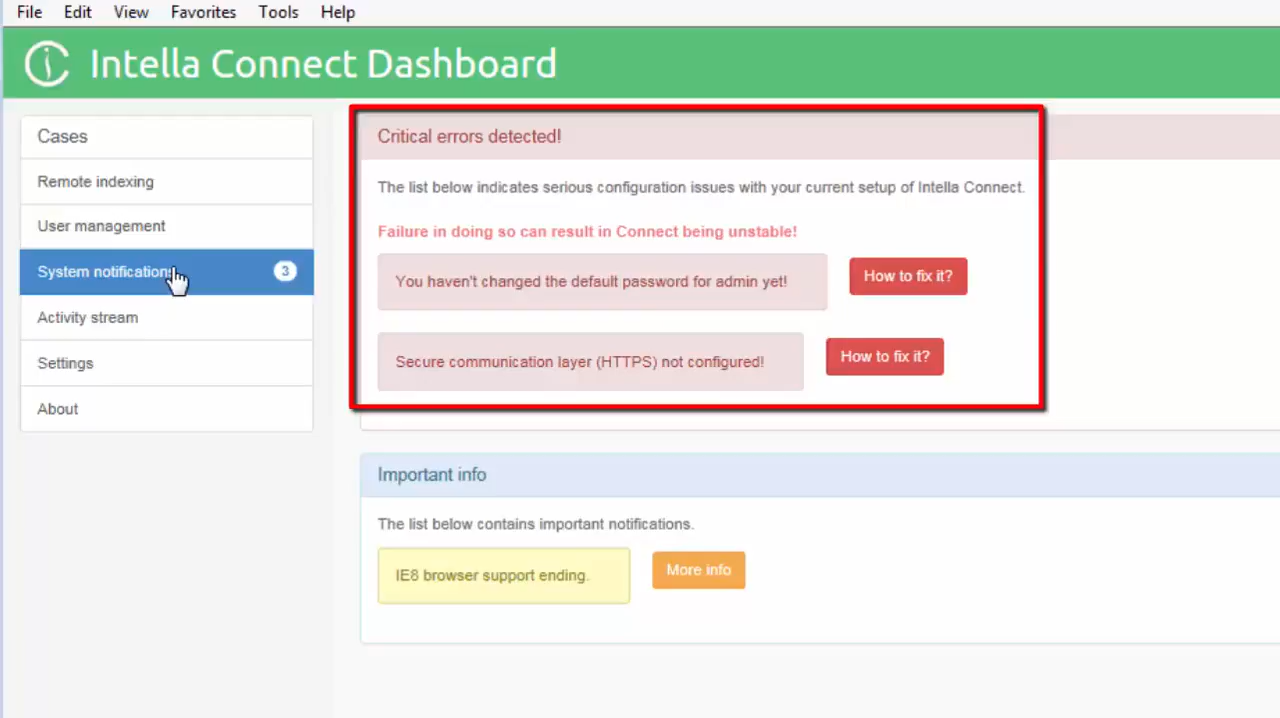 File Edit View Favorites Tools Help
Intella Connect Dashboard
Cases
Remote indexing
User management
System notifications 3
Activity stream
Settings
About
Critical errors detected!
The list below indicates serious configuration issues with your current setup of Intella Connect.
Failure in doing so can result in Connect being unstable!
You haven't changed the default password for admin yet! How to fix it?
Secure communication layer (HTTPS) not configured! How to fix it?
Important info
The list below contains important notifications.
IE8 browser support ending. More info